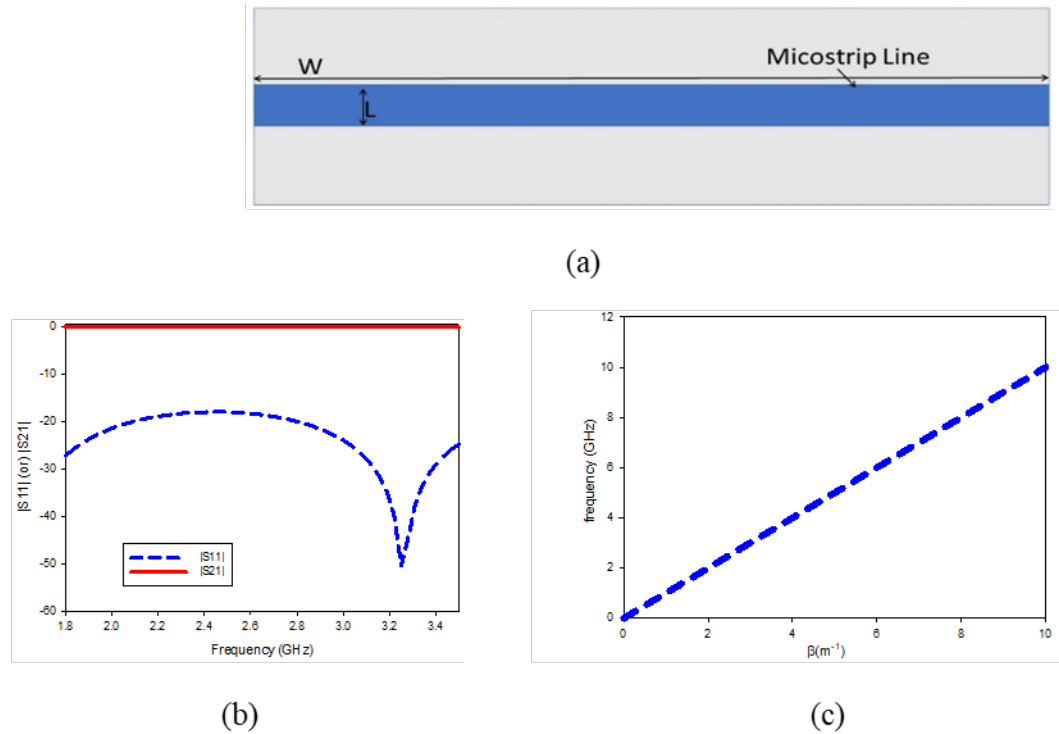 W
Micostrip Line
L
(a)
0
-10
-20
-30
-40
-50
-60
|S11| (or) |S21|
|S11|
|S21|
1.8 2.0 2.2 2.4 2.6 2.8 3.0 3.2 3.4
Frequency (GHz)
(b)
12
10
8
6
4
2
0
frequency (GHz)
0 2 4 6 8 10
β(m⁻¹)
(c)